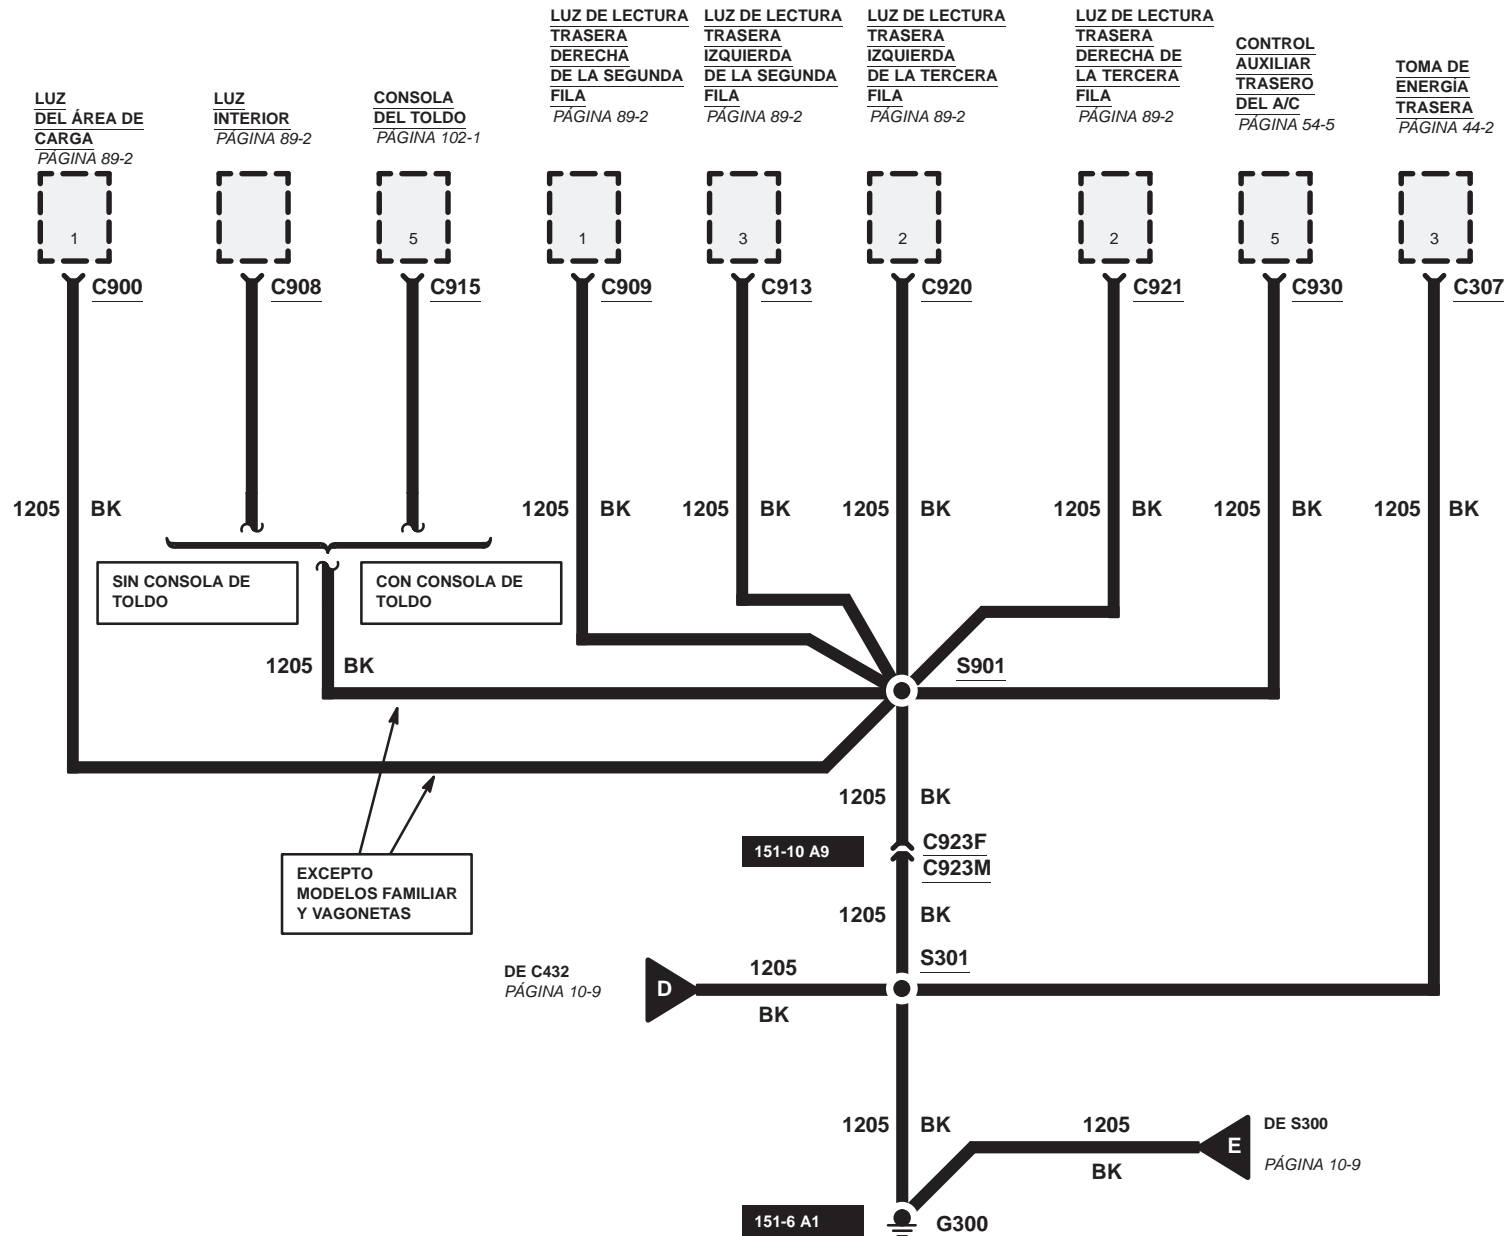 LUZ
DEL ÁREA DE
CARGA
PÁGINA 89-2
LUZ
INTERIOR
PÁGINA 89-2
CONSOLA
DEL TOLDO
PÁGINA 102-1
LUZ DE LECTURA
TRASERA
DERECHA
DE LA SEGUNDA
FILA
PÁGINA 89-2
LUZ DE LECTURA
TRASERA
IZQUIERDA
DE LA SEGUNDA
FILA
PÁGINA 89-2
LUZ DE LECTURA
TRASERA
IZQUIERDA
DE LA TERCERA
FILA
PÁGINA 89-2
LUZ DE LECTURA
TRASERA
DERECHA DE
LA TERCERA
FILA
PÁGINA 89-2
CONTROL
AUXILIAR
TRASERO
DEL A/C
PÁGINA 54-5
TOMA DE
ENERGÍA
TRASERA
PÁGINA 44-2
1
5
1
3
2
2
5
3
C900
C908
C915
C909
C913
C920
C921
C930
C307
1205 BK
1205 BK
1205 BK
1205 BK
1205 BK
1205 BK
1205 BK
SIN CONSOLA DE
TOLDO
CON CONSOLA DE
TOLDO
1205 BK
S901
1205 BK
151-10 A9
C923F
C923M
EXCEPTO
MODELOS FAMILIAR
Y VAGONETAS
1205 BK
S301
DE C432
PÁGINA 10-9
D
1205
BK
1205 BK
1205
BK
E
DE S300
PÁGINA 10-9
151-6 A1
G300